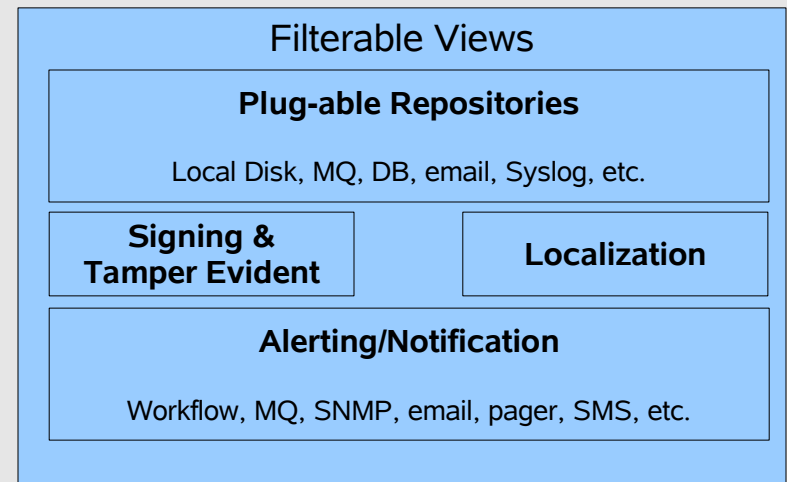 Filterable Views
Plug-able Repositories
Local Disk, MQ, DB, email, Syslog, etc.
Signing &
Tamper Evident
Localization
Alerting/Notification
Workflow, MQ, SNMP, email, pager, SMS, etc.